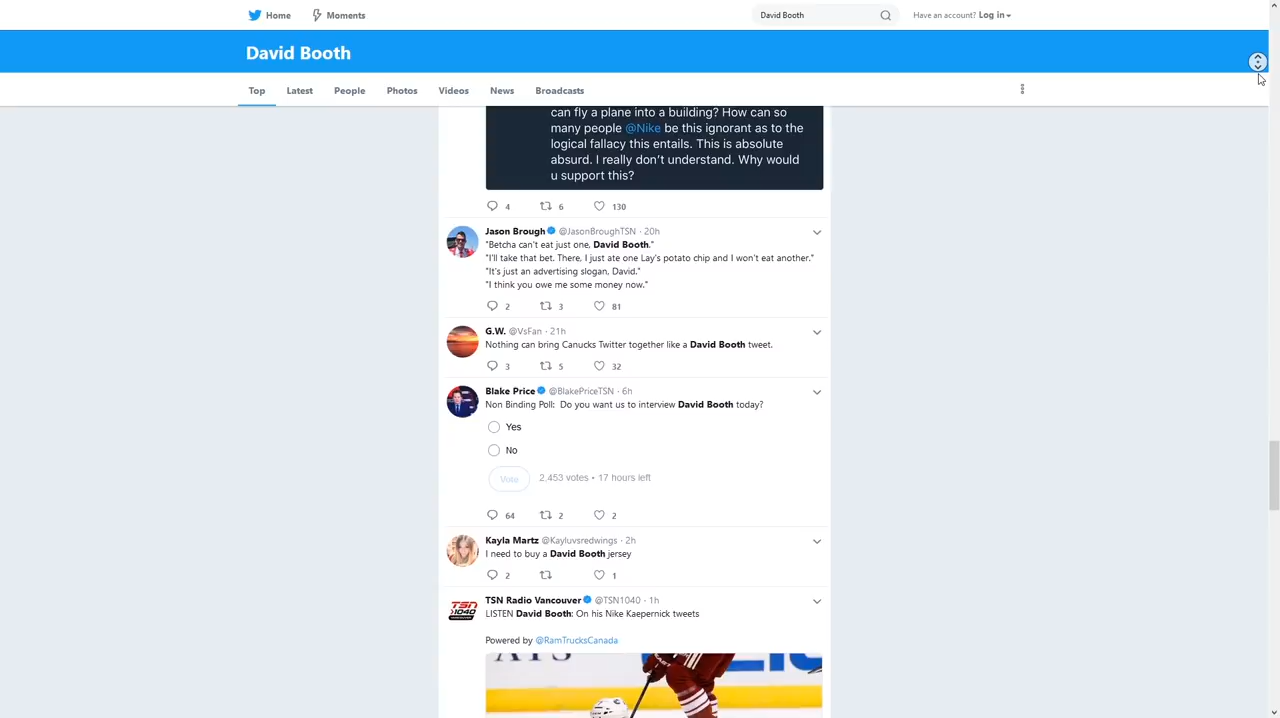 Home
Moments
David Booth
Have an account? Log in
David Booth
Top
Latest
People
Photos
Videos
News
Broadcasts
can fly a plane into a building? How can so
many people @Nike be this ignorant as to the
logical fallacy this entails. This is absolute
absurd. I really don't understand. Why would
u support this?
4 6 130
Jason Brough @JasonBroughTSN · 20h
"Betcha can't eat just one, David Booth."
"I'll take that bet. There, I just ate one Lay's potato chip and I won't eat another."
"It's just an advertising slogan, David."
"I think you owe me some money now."
2 3 81
G.W. @VsFan · 21h
Nothing can bring Canucks Twitter together like a David Booth tweet.
3 5 32
Blake Price @BlakePriceTSN · 6h
Non Binding Poll: Do you want us to interview David Booth today?
Yes
No
Vote 2,453 votes • 17 hours left
64 2 2
Kayla Martz @Kayluvsredwings · 2h
I need to buy a David Booth jersey
2 1
TSN Radio Vancouver @TSN1040 · 1h
TSN
1040
LISTEN David Booth: On his Nike Kaepernick tweets
Powered by @RamTrucksCanada